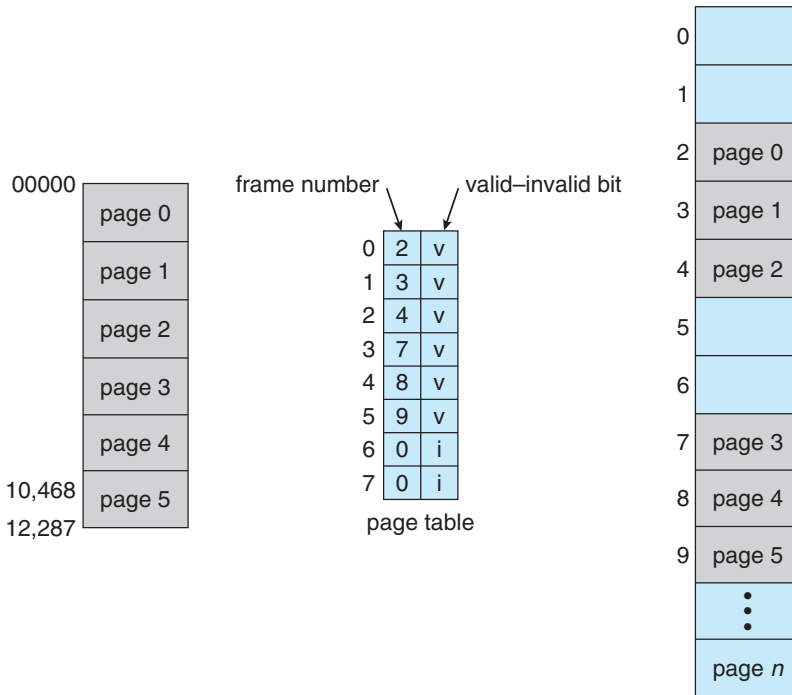 00000
page 0
page 1
page 2
page 3
page 4
10,468
page 5
12,287
frame number
valid–invalid bit
0 2 v
1 3 v
2 4 v
3 7 v
4 8 v
5 9 v
6 0 i
7 0 i
page table
0
1
2 page 0
3 page 1
4 page 2
5
6
7 page 3
8 page 4
9 page 5
page n